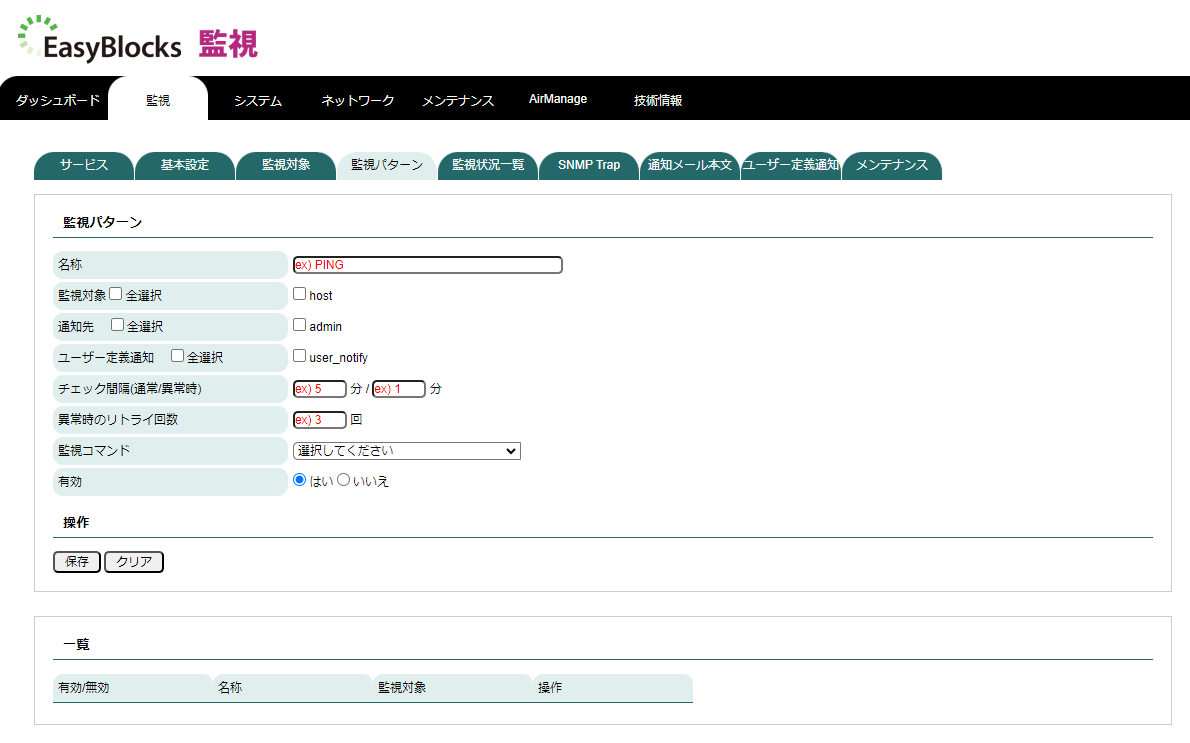 EasyBlocks 監視
ダッシュボード 監視 システム ネットワーク メンテナンス AirManage 技術情報
サービス 基本設定 監視対象 監視パターン 監視状況一覧 SNMP Trap 通知メール本文 ユーザー定義通知 メンテナンス
監視パターン
名称 ex) PING
監視対象 全選択 host
通知先 全選択 admin
ユーザー定義通知 全選択 user_notify
チェック間隔(通常/異常時) ex) 5 分 / ex) 1 分
異常時のリトライ回数 ex) 3 回
監視コマンド 選択してください
有効 はい いいえ
操作
保存 クリア
一覧
有効/無効 名称 監視対象 操作